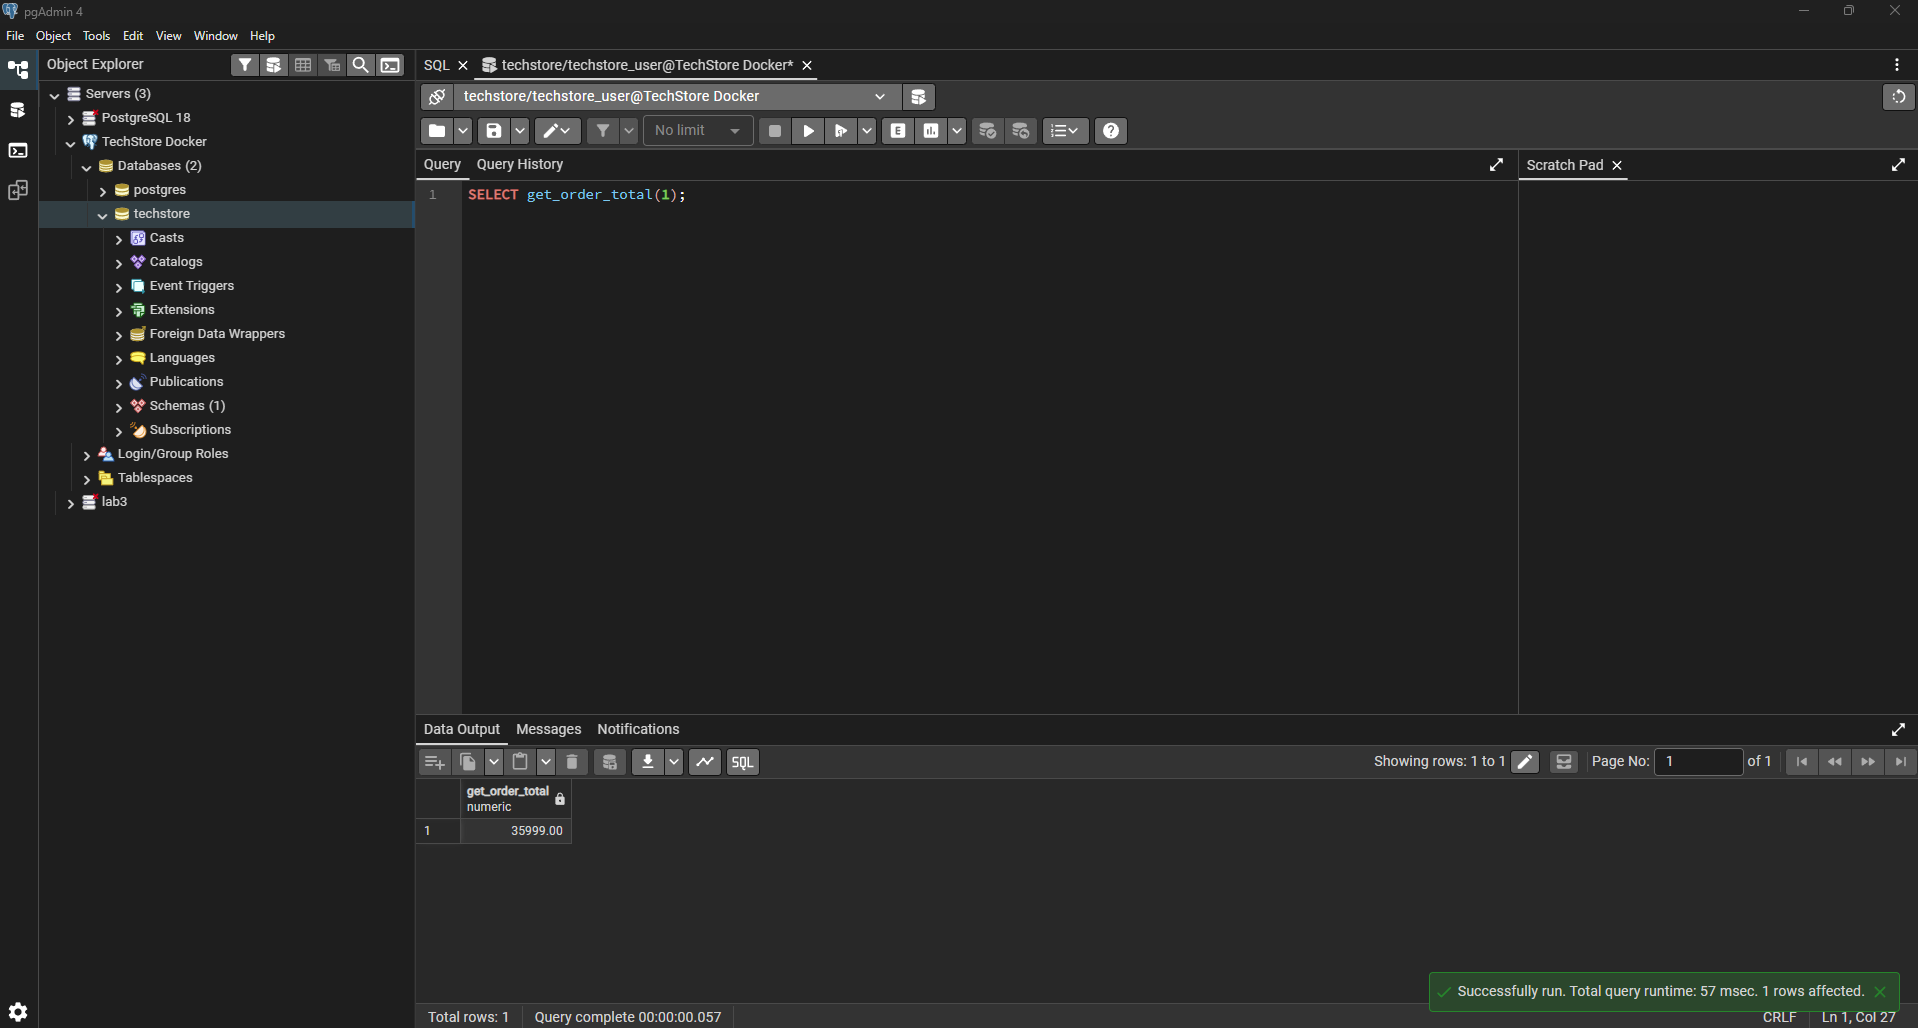 pgAdmin 4
File Object Tools Edit View Window Help
Object Explorer
SQL techstore/techstore_user@TechStore Docker*
Servers (3)
techstore/techstore_user@TechStore Docker
PostgreSQL 18
TechStore Docker
No limit
E
Databases (2)
Query Query History
Scratch Pad
postgres
1 SELECT get_order_total(1);
techstore
Casts
Catalogs
Event Triggers
Extensions
Foreign Data Wrappers
Languages
Publications
Schemas (1)
Subscriptions
Login/Group Roles
Tablespaces
lab3
Data Output Messages Notifications
SQL
Showing rows: 1 to 1 Page No: 1 of 1
get_order_total
numeric
1 35999.00
Successfully run. Total query runtime: 57 msec. 1 rows affected.
Total rows: 1 Query complete 00:00:00.057 CRLF Ln 1, Col 27